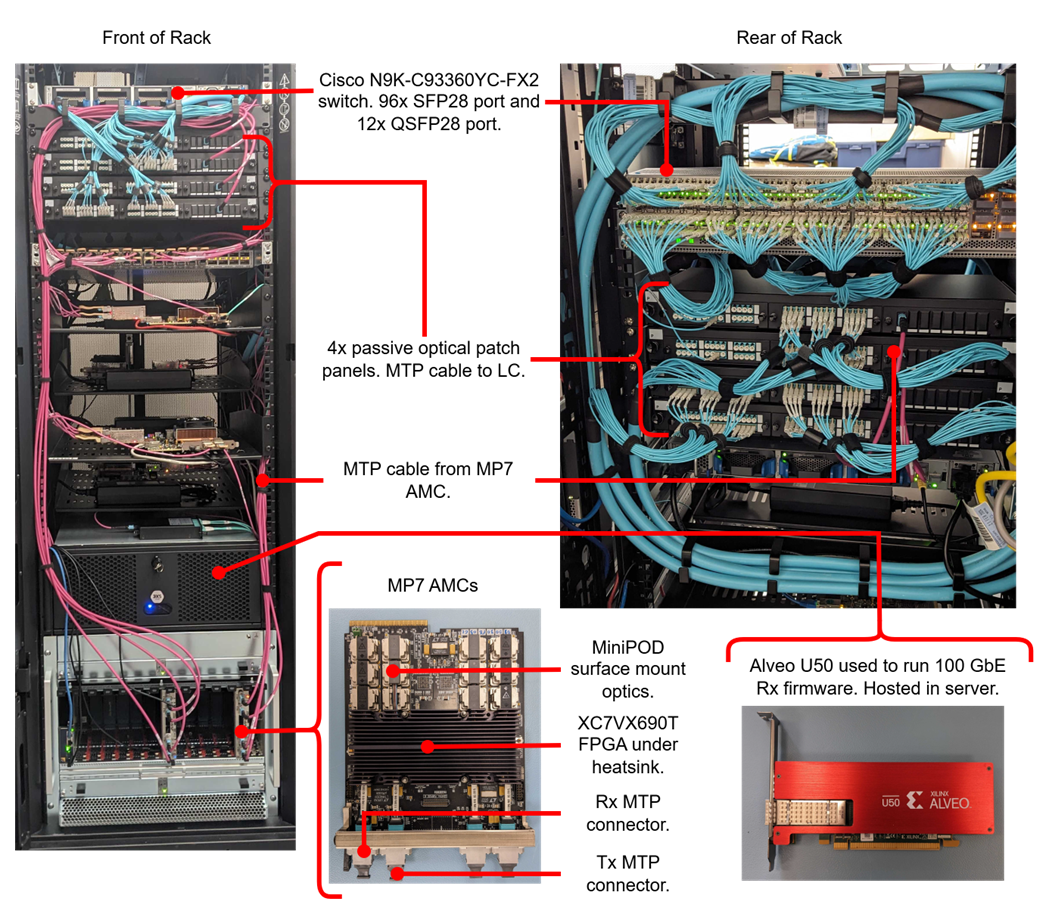 Front of Rack
Rear of Rack
Cisco N9K-C93360YC-FX2
switch. 96x SFP28 port and
12x QSFP28 port.
4x passive optical patch
panels. MTP cable to LC.
MTP cable from MP7
AMC.
MP7 AMCs
MiniPOD
surface mount
optics.
XC7VX690T
FPGA under
heatsink.
Rx MTP
connector.
Tx MTP
connector.
Alveo U50 used to run 100 GbE
Rx firmware. Hosted in server.
U50
XILINX
ALVEO.